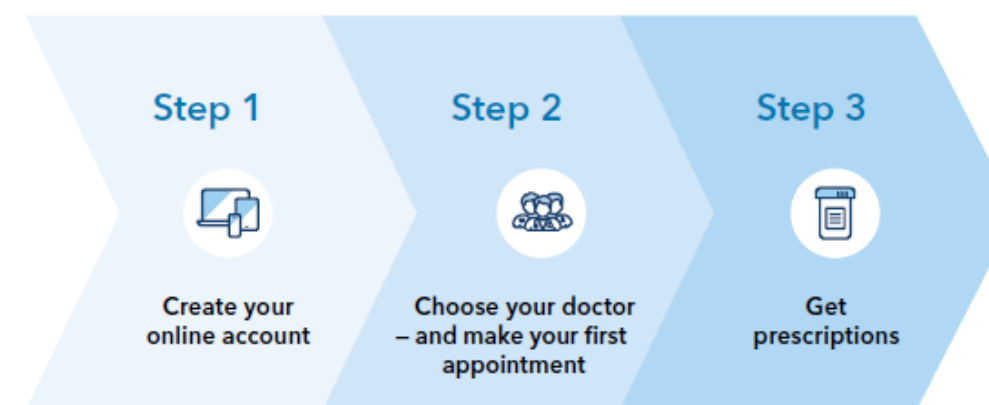 Step 1
Create your
online account
Step 2
Choose your doctor
– and make your first
appointment
Step 3
Get
prescriptions